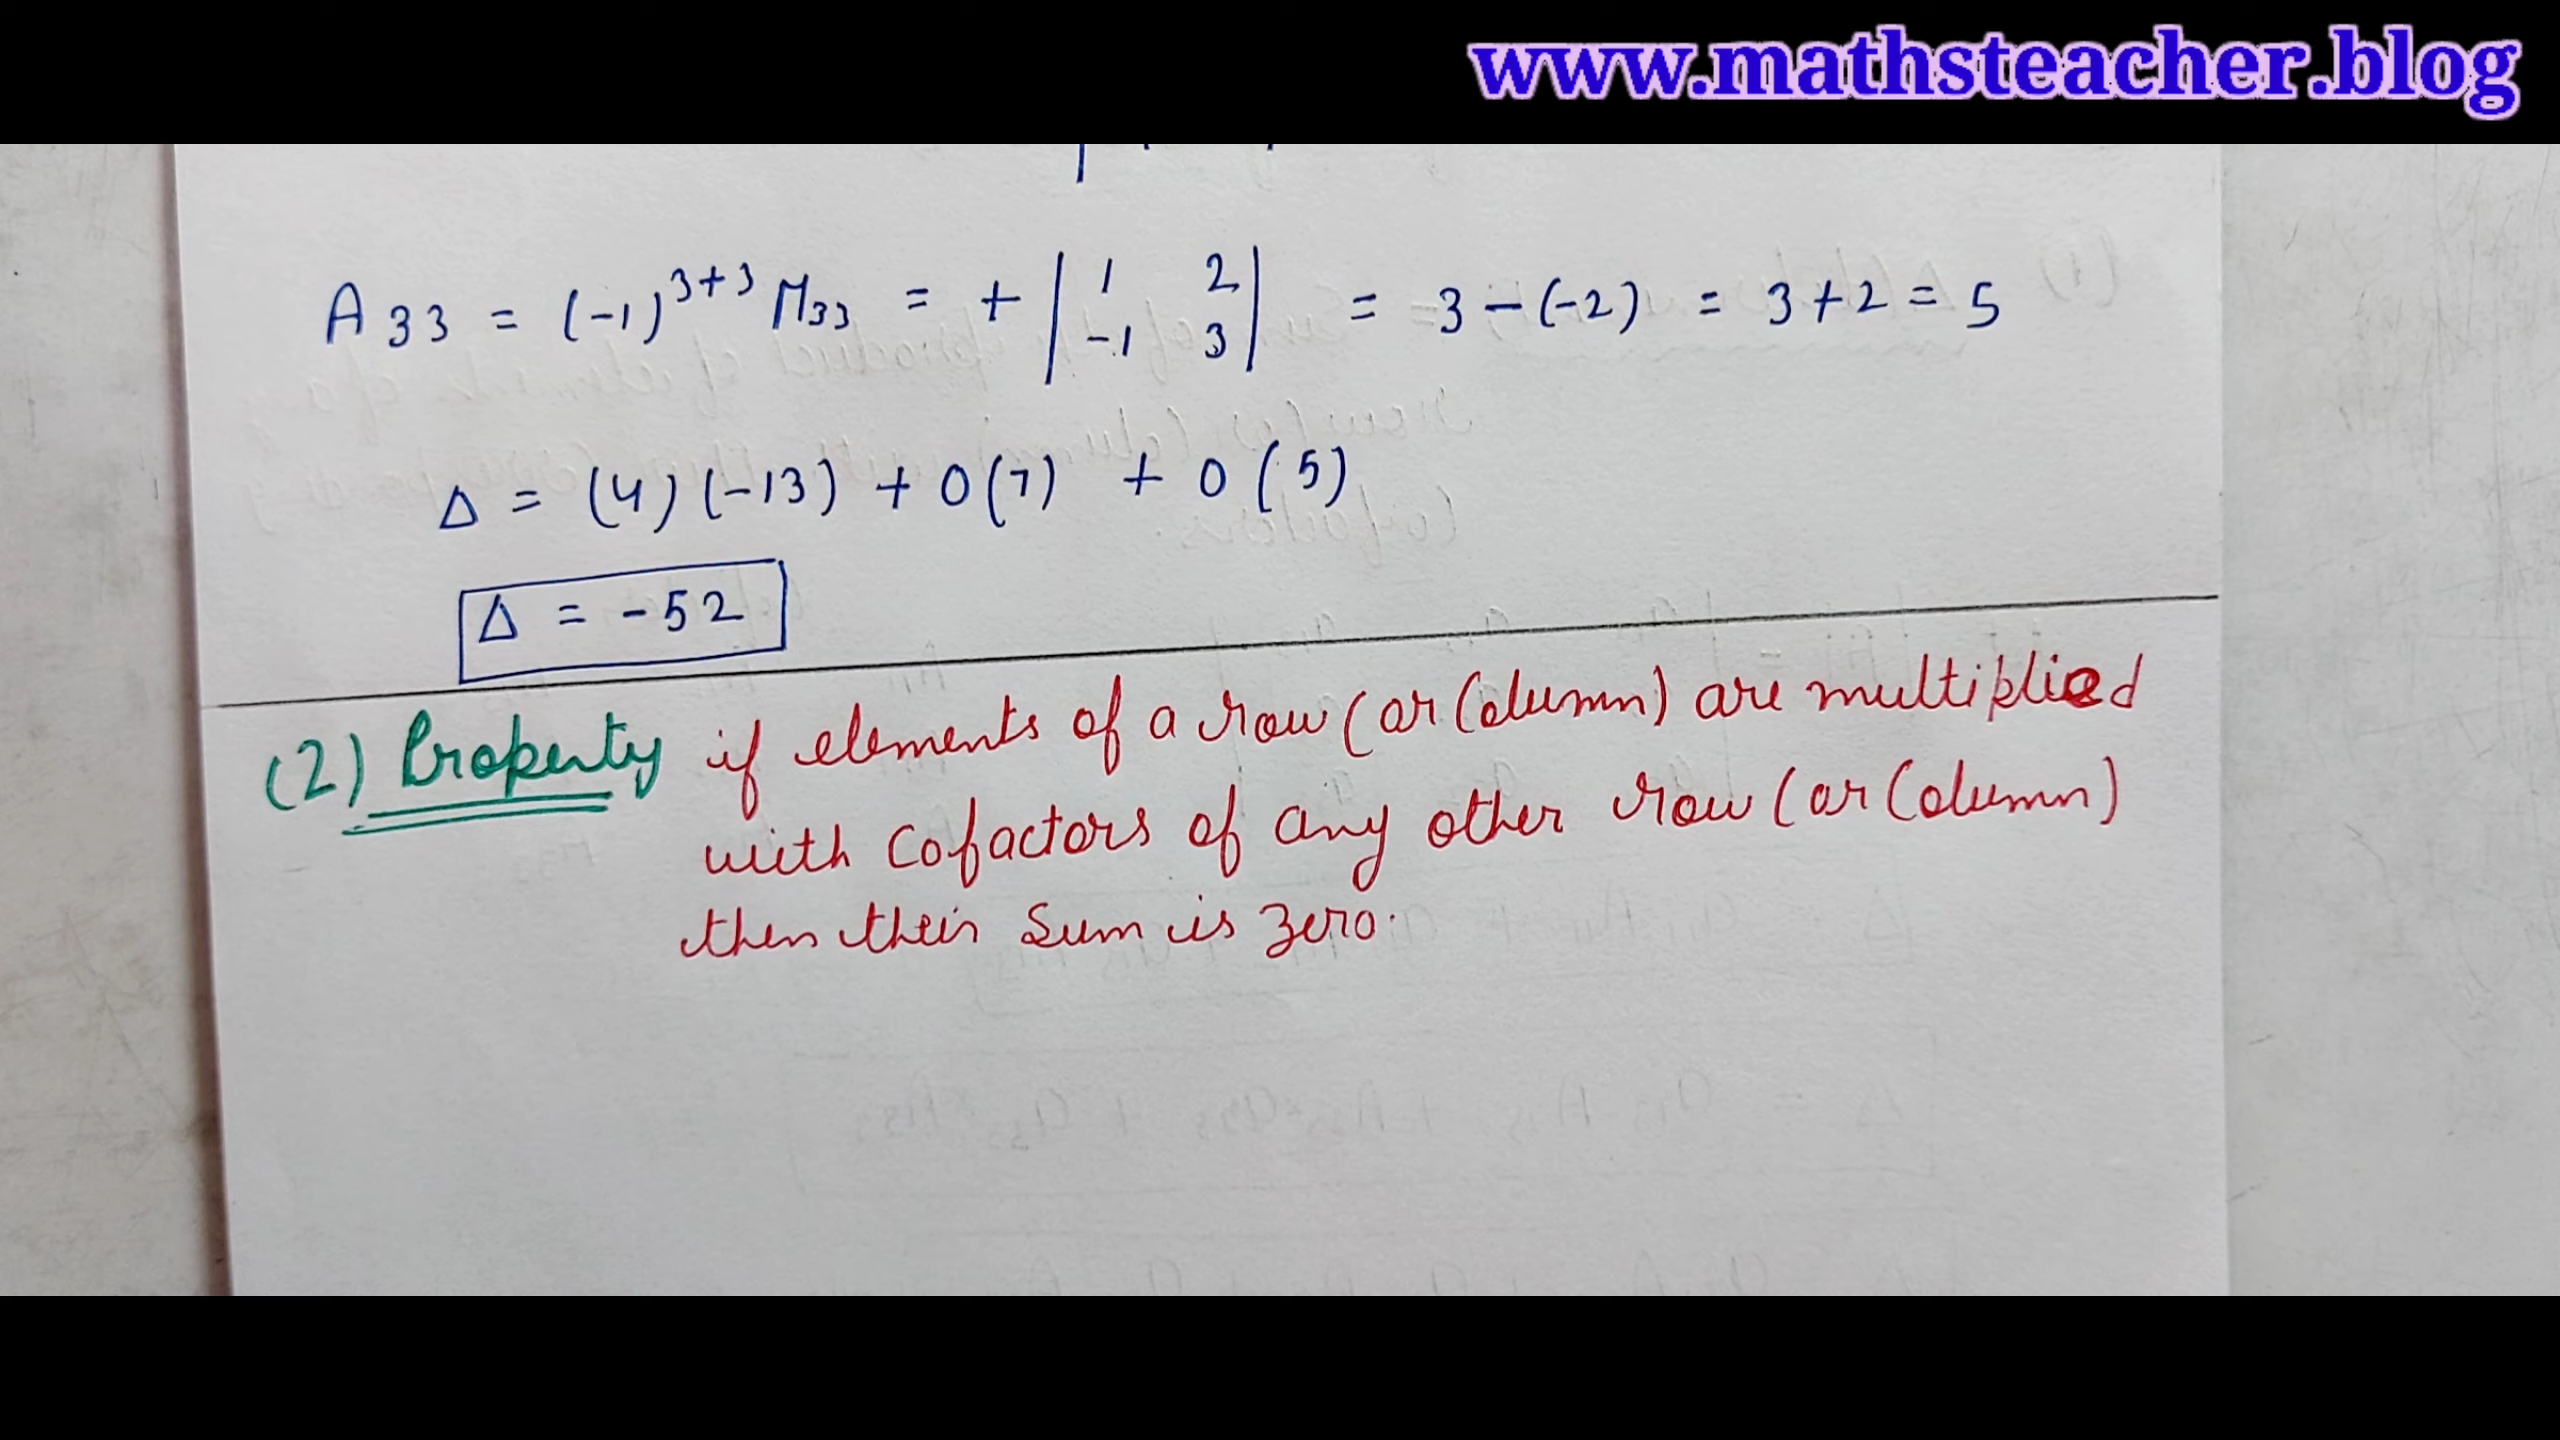 www.mathsteacher.blog
A33 = (-1)^3+3 M33 = + | 1 2 | = 3 - (-2) = 3+2 = 5
| -1 3 |
Δ = (4)(-13) + 0(7) + 0(5)
Δ = -52
(2) Property if elements of a row (or Column) are multiplied
with cofactors of any other row (or Column)
then their Sum is zero.